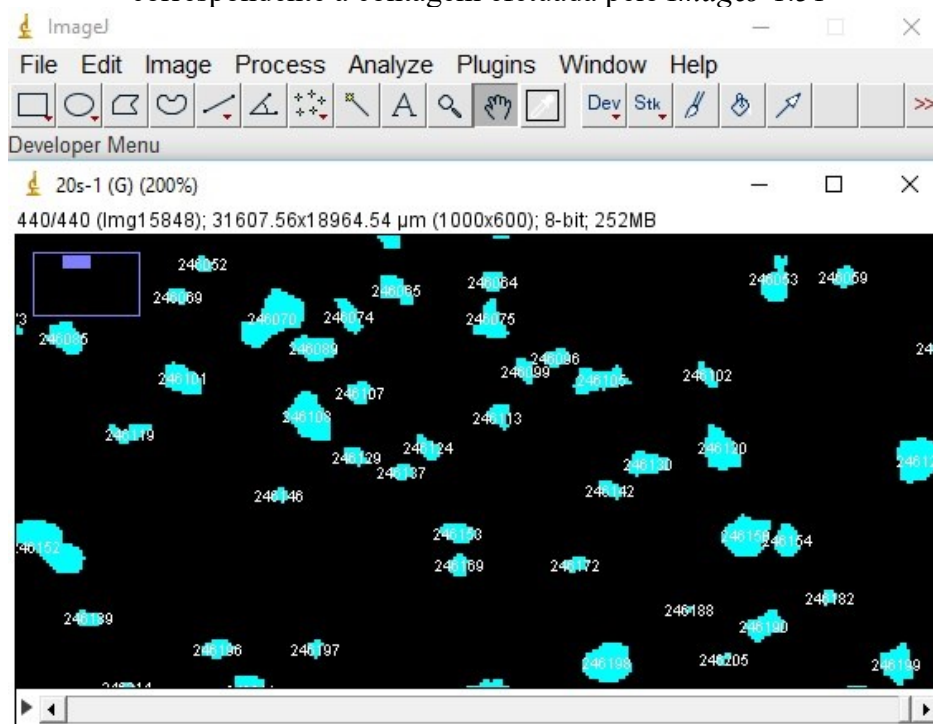 ImageJ
File Edit Image Process Analyze Plugins Window Help
A Dev Stk >>
Developer Menu
20s-1 (G) (200%)
440/440 (Img15848); 31607.56x18964.54 µm (1000x600); 8-bit; 252MB
246052
246053 246059
246069 246065 246064
246070 246074 246075
246085
246089
246096
246099
246101 246105 246102
246107
246108 246113
246119
246124 246120
246129 246130
246137
246146 246142
246152 246153 246154
246169 246172
246182
246188
246189 246190
246196 246197
246198 246205 246199